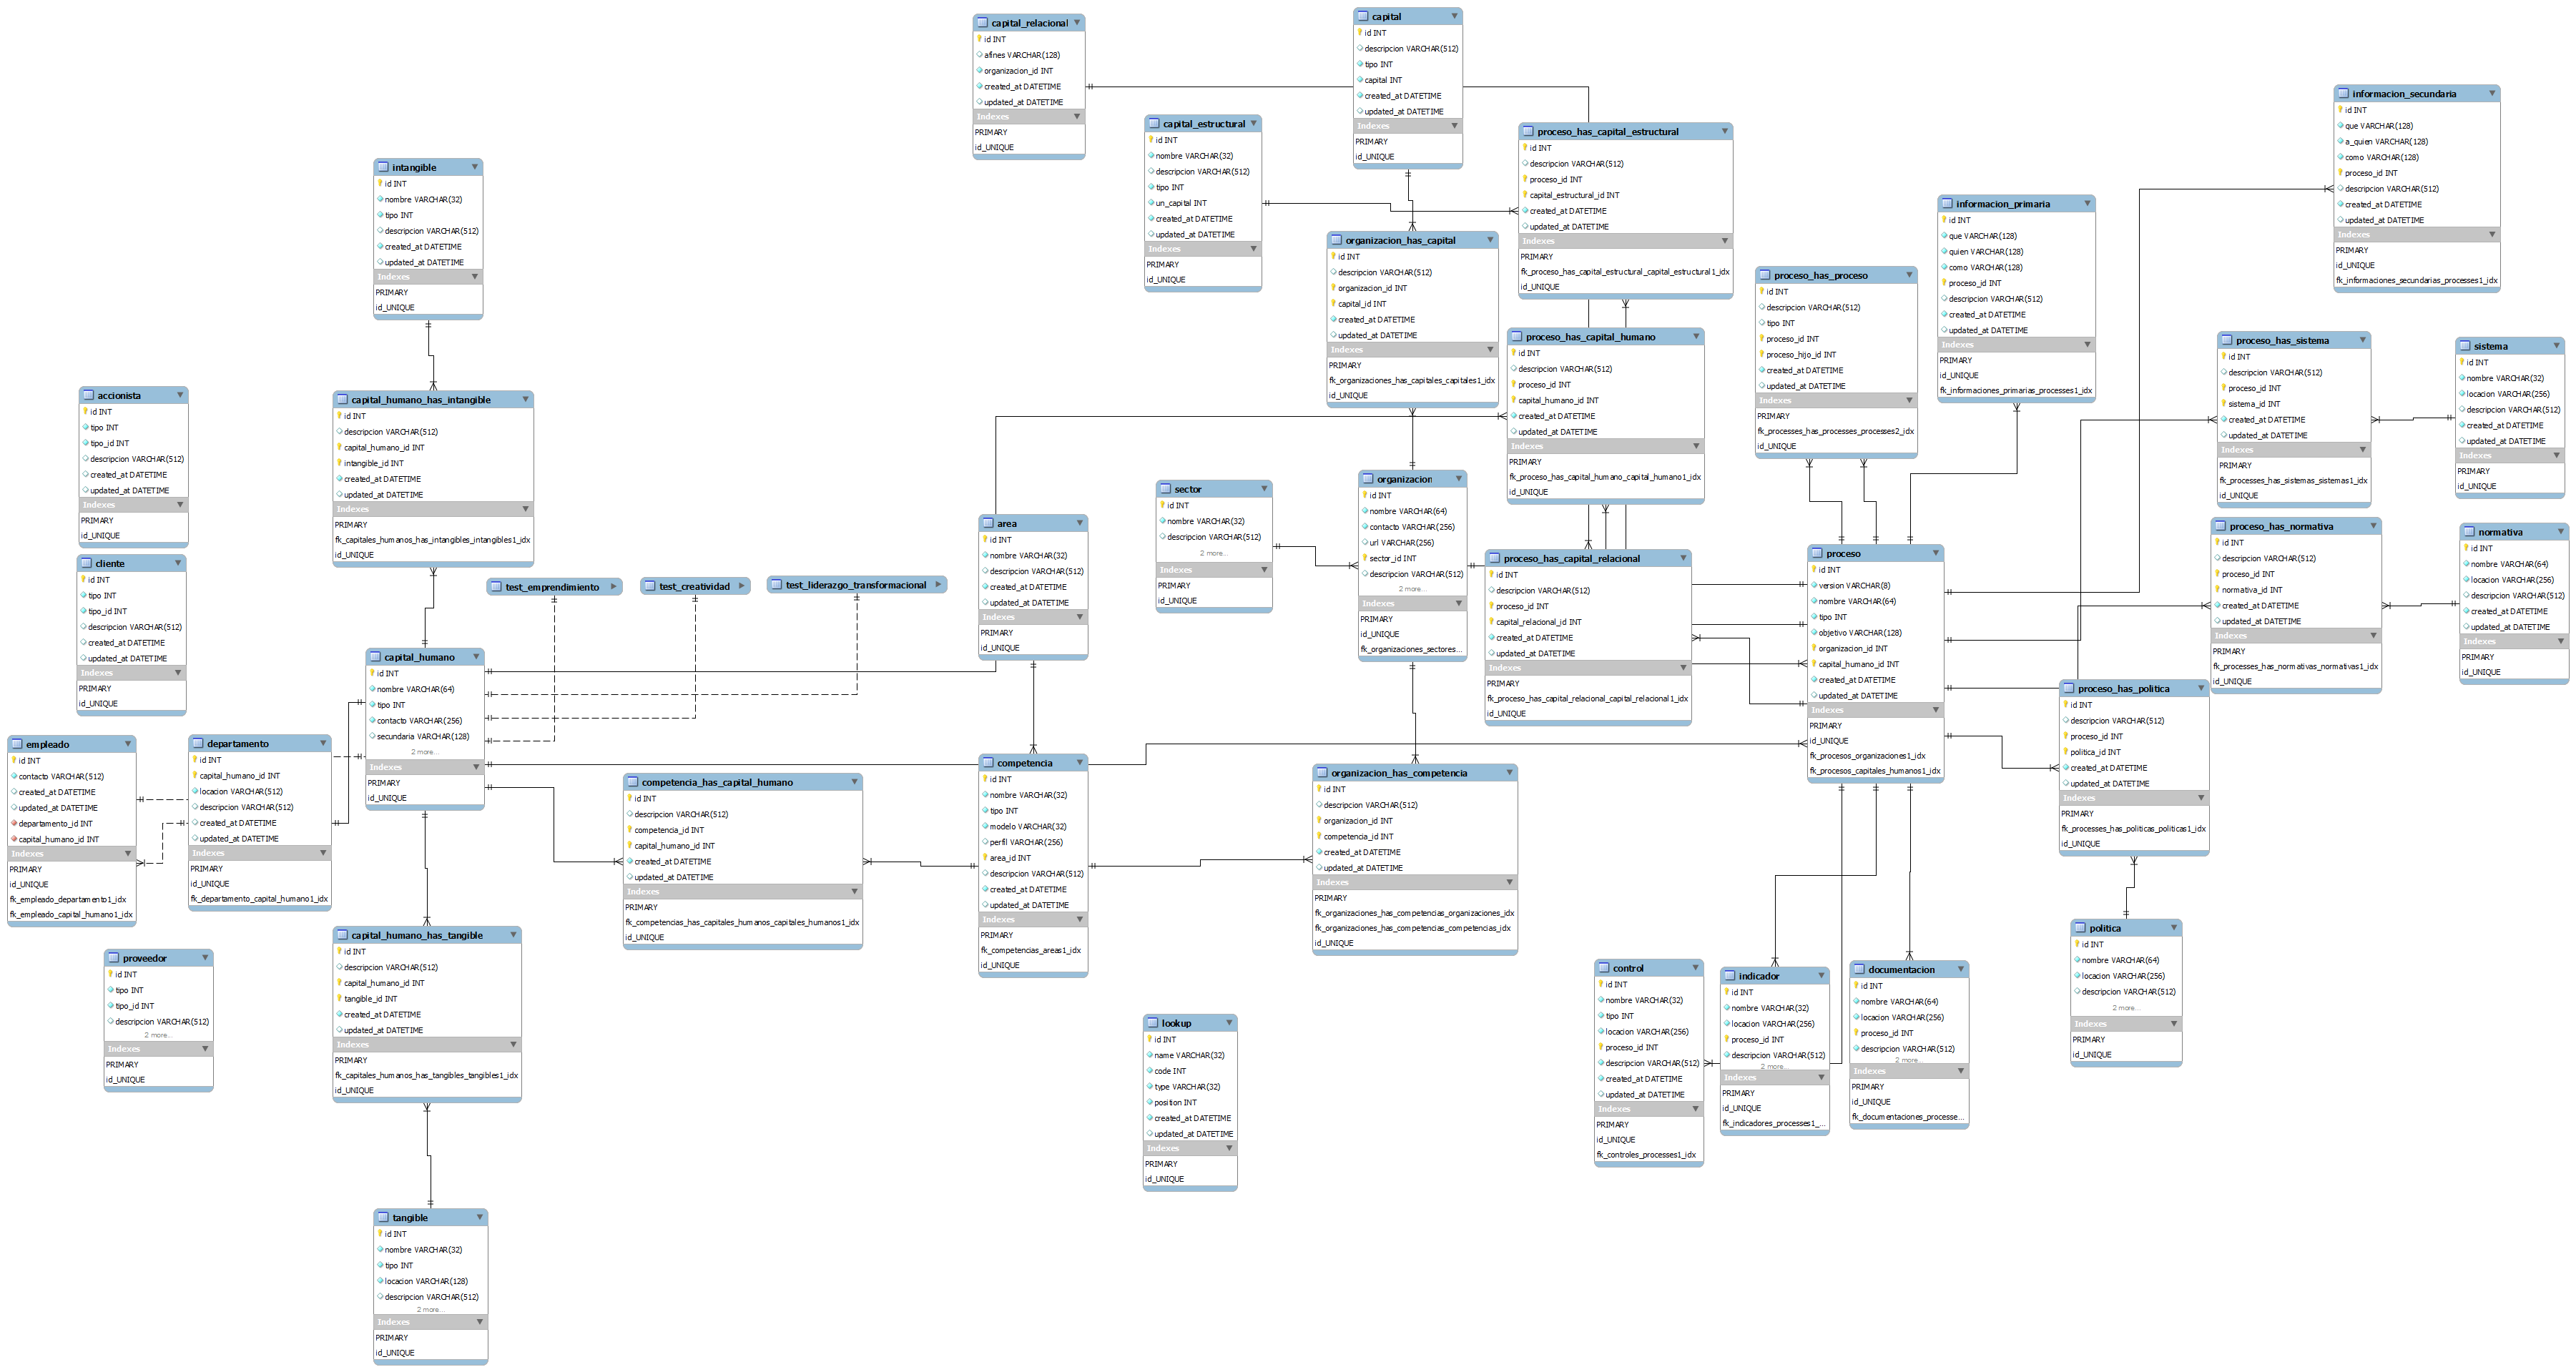 capital_relacional
id INT
afines VARCHAR(128)
organizacion_id INT
created_at DATETIME
updated_at DATETIME
Indexes
PRIMARY
id_UNIQUE
capital
id INT
descripcion VARCHAR(512)
tipo INT
capital INT
created_at DATETIME
updated_at DATETIME
Indexes
PRIMARY
id_UNIQUE
capital_estructural
id INT
nombre VARCHAR(32)
descripcion VARCHAR(512)
tipo INT
un_capital INT
created_at DATETIME
updated_at DATETIME
Indexes
PRIMARY
id_UNIQUE
proceso_has_capital_estructural
id INT
descripcion VARCHAR(512)
proceso_id INT
capital_estructural_id INT
created_at DATETIME
updated_at DATETIME
Indexes
PRIMARY
fk_proceso_has_capital_estructural_capital_estructural1_idx
id_UNIQUE
informacion_secundaria
id INT
que VARCHAR(128)
a_quien VARCHAR(128)
como VARCHAR(128)
proceso_id INT
descripcion VARCHAR(512)
created_at DATETIME
updated_at DATETIME
Indexes
PRIMARY
id_UNIQUE
fk_informaciones_secundarias_processes1_idx
intangible
id INT
nombre VARCHAR(32)
tipo INT
descripcion VARCHAR(512)
created_at DATETIME
updated_at DATETIME
Indexes
PRIMARY
id_UNIQUE
informacion_primaria
id INT
que VARCHAR(128)
quien VARCHAR(128)
como VARCHAR(128)
proceso_id INT
descripcion VARCHAR(512)
created_at DATETIME
updated_at DATETIME
Indexes
PRIMARY
id_UNIQUE
fk_informaciones_primarias_processes1_idx
organizacion_has_capital
id INT
descripcion VARCHAR(512)
organizacion_id INT
capital_id INT
created_at DATETIME
updated_at DATETIME
Indexes
PRIMARY
fk_organizaciones_has_capitales_capitales1_idx
id_UNIQUE
proceso_has_proceso
id INT
descripcion VARCHAR(512)
tipo INT
proceso_id INT
proceso_hijo_id INT
created_at DATETIME
updated_at DATETIME
Indexes
PRIMARY
fk_processes_has_processes_processes2_idx
id_UNIQUE
proceso_has_capital_humano
id INT
descripcion VARCHAR(512)
proceso_id INT
capital_humano_id INT
created_at DATETIME
updated_at DATETIME
Indexes
PRIMARY
fk_proceso_has_capital_humano_capital_humano1_idx
id_UNIQUE
proceso_has_sistema
id INT
descripcion VARCHAR(512)
proceso_id INT
sistema_id INT
created_at DATETIME
updated_at DATETIME
Indexes
PRIMARY
fk_processes_has_sistemas_sistemas1_idx
id_UNIQUE
sistema
id INT
nombre VARCHAR(32)
locacion VARCHAR(256)
descripcion VARCHAR(512)
created_at DATETIME
updated_at DATETIME
Indexes
PRIMARY
id_UNIQUE
accionista
id INT
tipo INT
tipo_id INT
descripcion VARCHAR(512)
created_at DATETIME
updated_at DATETIME
Indexes
PRIMARY
id_UNIQUE
capital_humano_has_intangible
id INT
descripcion VARCHAR(512)
capital_humano_id INT
intangible_id INT
created_at DATETIME
updated_at DATETIME
Indexes
PRIMARY
fk_capitales_humanos_has_intangibles_intangibles1_idx
id_UNIQUE
sector
id INT
nombre VARCHAR(32)
descripcion VARCHAR(512)
2 more...
Indexes
PRIMARY
id_UNIQUE
organizacion
id INT
nombre VARCHAR(64)
contacto VARCHAR(256)
url VARCHAR(256)
sector_id INT
descripcion VARCHAR(512)
2 more...
Indexes
PRIMARY
id_UNIQUE
fk_organizaciones_sectores...
area
id INT
nombre VARCHAR(32)
descripcion VARCHAR(512)
created_at DATETIME
updated_at DATETIME
Indexes
PRIMARY
id_UNIQUE
proceso_has_normativa
id INT
descripcion VARCHAR(512)
proceso_id INT
normativa_id INT
created_at DATETIME
updated_at DATETIME
Indexes
PRIMARY
fk_processes_has_normativas_normativas1_idx
id_UNIQUE
normativa
id INT
nombre VARCHAR(64)
locacion VARCHAR(256)
descripcion VARCHAR(512)
created_at DATETIME
updated_at DATETIME
Indexes
PRIMARY
id_UNIQUE
cliente
id INT
tipo INT
tipo_id INT
descripcion VARCHAR(512)
created_at DATETIME
updated_at DATETIME
Indexes
PRIMARY
id_UNIQUE
test_emprendimiento
test_creatividad
test_liderazgo_transformacional
proceso_has_capital_relacional
id INT
descripcion VARCHAR(512)
proceso_id INT
capital_relacional_id INT
created_at DATETIME
updated_at DATETIME
Indexes
PRIMARY
fk_proceso_has_capital_relacional_capital_relacional1_idx
id_UNIQUE
proceso
id INT
version VARCHAR(8)
nombre VARCHAR(64)
tipo INT
objetivo VARCHAR(128)
organizacion_id INT
capital_humano_id INT
created_at DATETIME
updated_at DATETIME
Indexes
PRIMARY
id_UNIQUE
fk_procesos_organizaciones1_idx
fk_procesos_capitales_humanos1_idx
capital_humano
id INT
nombre VARCHAR(64)
tipo INT
contacto VARCHAR(256)
secundaria VARCHAR(128)
2 more...
Indexes
PRIMARY
id_UNIQUE
proceso_has_politica
id INT
descripcion VARCHAR(512)
proceso_id INT
politica_id INT
created_at DATETIME
updated_at DATETIME
Indexes
PRIMARY
fk_processes_has_politicas_politicas1_idx
id_UNIQUE
empleado
id INT
contacto VARCHAR(512)
created_at DATETIME
updated_at DATETIME
departamento_id INT
capital_humano_id INT
Indexes
PRIMARY
id_UNIQUE
fk_empleado_departamento1_idx
fk_empleado_capital_humano1_idx
departamento
id INT
capital_humano_id INT
locacion VARCHAR(512)
descripcion VARCHAR(512)
created_at DATETIME
updated_at DATETIME
Indexes
PRIMARY
id_UNIQUE
fk_departamento_capital_humano1_idx
competencia_has_capital_humano
id INT
descripcion VARCHAR(512)
competencia_id INT
capital_humano_id INT
created_at DATETIME
updated_at DATETIME
Indexes
PRIMARY
fk_competencias_has_capitales_humanos_capitales_humanos1_idx
id_UNIQUE
competencia
id INT
nombre VARCHAR(32)
tipo INT
modelo VARCHAR(32)
perfil VARCHAR(256)
area_id INT
descripcion VARCHAR(512)
created_at DATETIME
updated_at DATETIME
Indexes
PRIMARY
fk_competencias_areas1_idx
id_UNIQUE
organizacion_has_competencia
id INT
descripcion VARCHAR(512)
organizacion_id INT
competencia_id INT
created_at DATETIME
updated_at DATETIME
Indexes
PRIMARY
fk_organizaciones_has_competencias_organizaciones_idx
fk_organizaciones_has_competencias_competencias_idx
id_UNIQUE
capital_humano_has_tangible
id INT
descripcion VARCHAR(512)
capital_humano_id INT
tangible_id INT
created_at DATETIME
updated_at DATETIME
Indexes
PRIMARY
fk_capitales_humanos_has_tangibles_tangibles1_idx
id_UNIQUE
proveedor
id INT
tipo INT
tipo_id INT
descripcion VARCHAR(512)
2 more...
Indexes
PRIMARY
id_UNIQUE
politica
id INT
nombre VARCHAR(64)
locacion VARCHAR(256)
descripcion VARCHAR(512)
2 more...
Indexes
PRIMARY
id_UNIQUE
control
id INT
nombre VARCHAR(32)
tipo INT
locacion VARCHAR(256)
proceso_id INT
descripcion VARCHAR(512)
created_at DATETIME
updated_at DATETIME
Indexes
PRIMARY
id_UNIQUE
fk_controles_processes1_idx
indicador
id INT
nombre VARCHAR(32)
locacion VARCHAR(256)
proceso_id INT
descripcion VARCHAR(512)
2 more...
Indexes
PRIMARY
id_UNIQUE
fk_indicadores_processes1_...
documentacion
id INT
nombre VARCHAR(64)
locacion VARCHAR(256)
proceso_id INT
descripcion VARCHAR(512)
2 more...
Indexes
PRIMARY
id_UNIQUE
fk_documentaciones_processe...
lookup
id INT
name VARCHAR(32)
code INT
type VARCHAR(32)
position INT
created_at DATETIME
updated_at DATETIME
Indexes
PRIMARY
id_UNIQUE
tangible
id INT
nombre VARCHAR(32)
tipo INT
locacion VARCHAR(128)
descripcion VARCHAR(512)
2 more...
Indexes
PRIMARY
id_UNIQUE